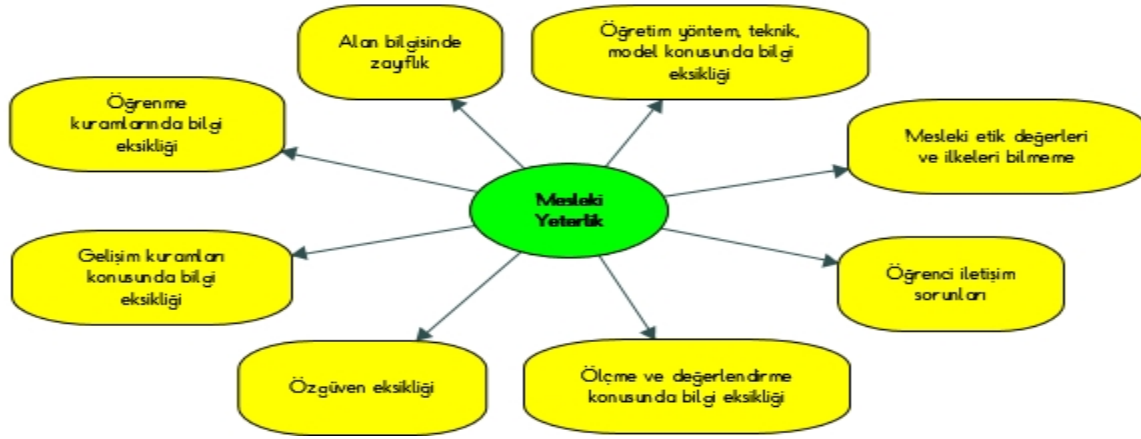 Alan bilgisinde
zayıflık
Öğretim yöntem, teknik,
model konusunda bilgi
eksikliği
Öğrenme
kuramlarında bilgi
eksikliği
Mesleki etik değerleri
ve ilkeleri bilmeme
Mesleki
Yeterlik
Gelişim kuramları
konusunda bilgi
eksikliği
Öğrenci iletişim
sorunları
Özgüven eksikliği
Ölçme ve değerlendirme
konusunda bilgi eksikliği